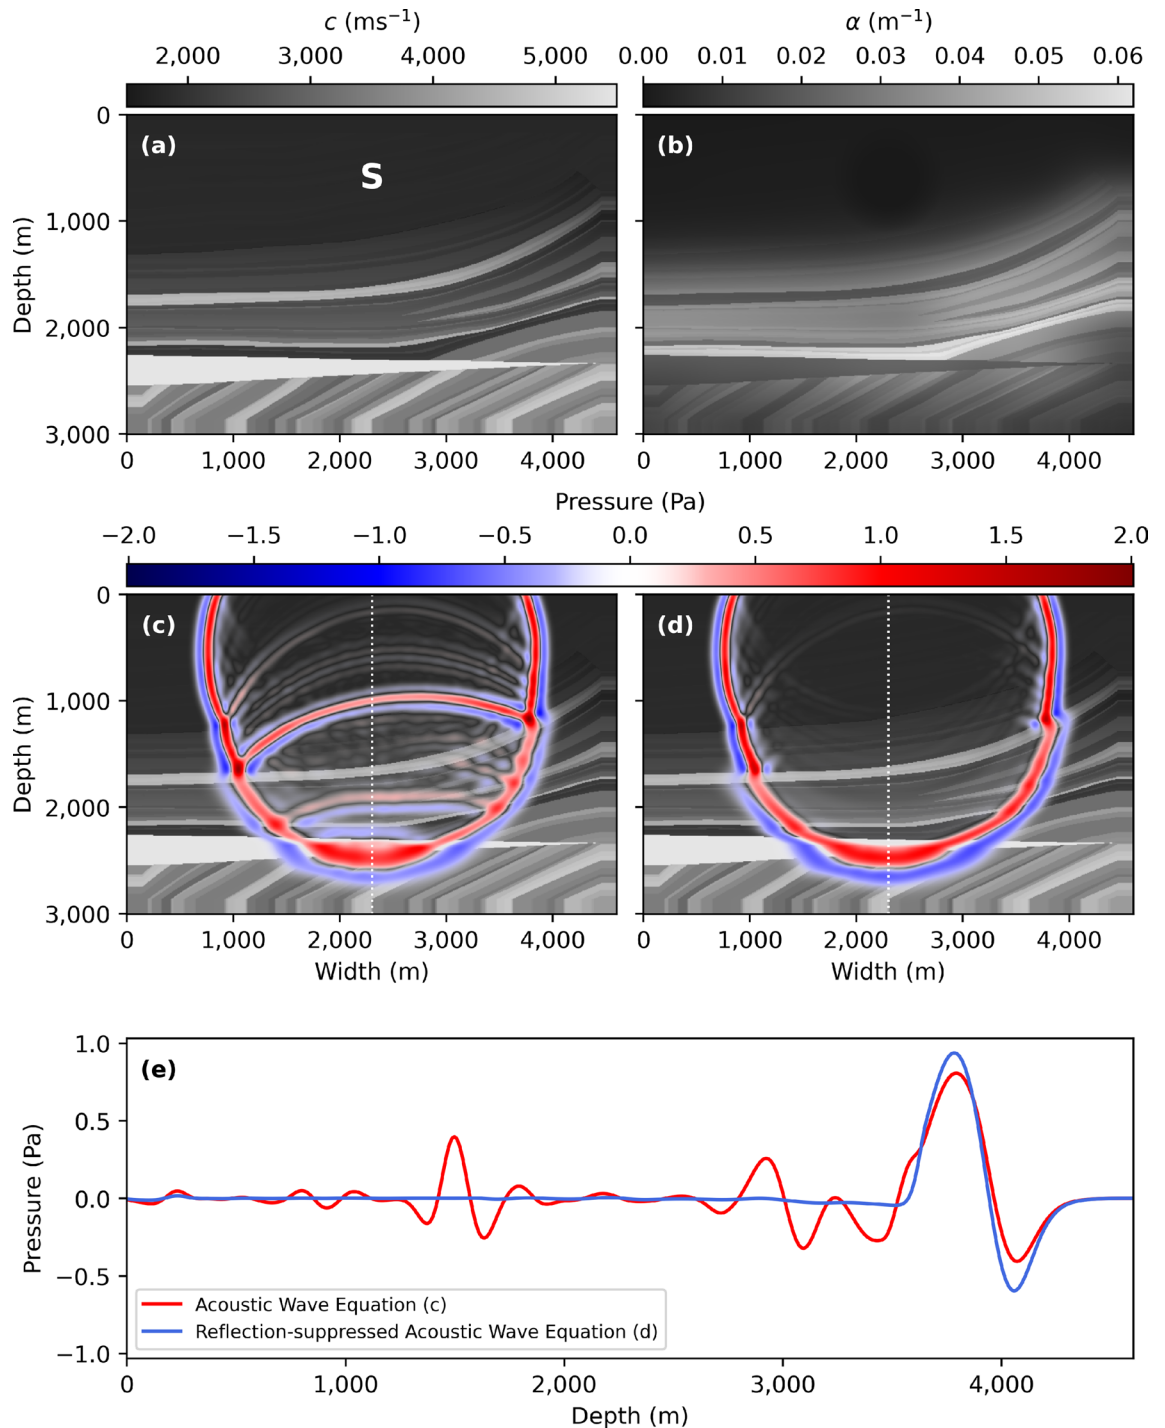 c (ms⁻¹)
α (m⁻¹)
2,000 3,000 4,000 5,000
0.00 0.01 0.02 0.03 0.04 0.05 0.06
0
1,000
2,000
3,000
Depth (m)
(a)
S
(b)
0 1,000 2,000 3,000 4,000
0 1,000 2,000 3,000 4,000
Pressure (Pa)
−2.0 −1.5 −1.0 −0.5 0.0 0.5 1.0 1.5 2.0
0
1,000
2,000
3,000
Depth (m)
(c)
(d)
0 1,000 2,000 3,000 4,000
0 1,000 2,000 3,000 4,000
Width (m)
Width (m)
1.0
0.5
0.0
−0.5
−1.0
Pressure (Pa)
(e)
Acoustic Wave Equation (c)
Reflection-suppressed Acoustic Wave Equation (d)
0 1,000 2,000 3,000 4,000
Depth (m)